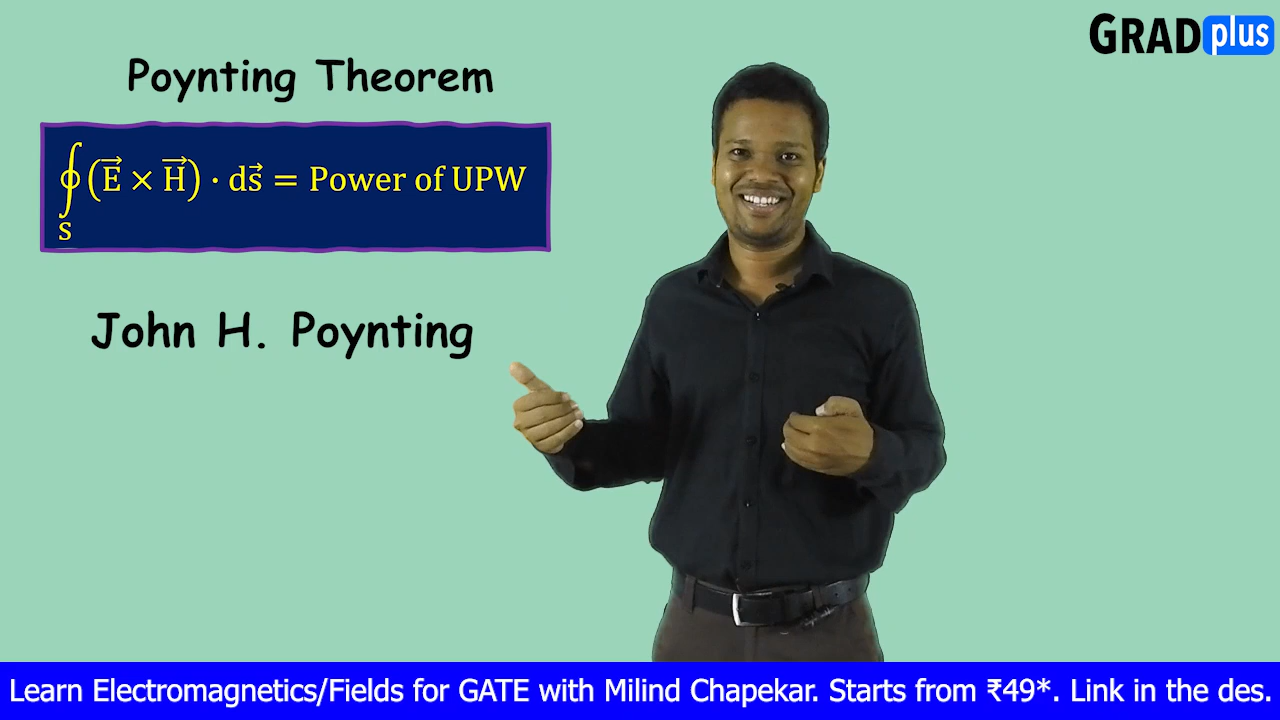 GRADplus
Poynting Theorem
∮S (E⃗ × H⃗) · ds⃗ = Power of UPW
John H. Poynting
Learn Electromagnetics/Fields for GATE with Milind Chapekar. Starts from ₹49*. Link in the des.